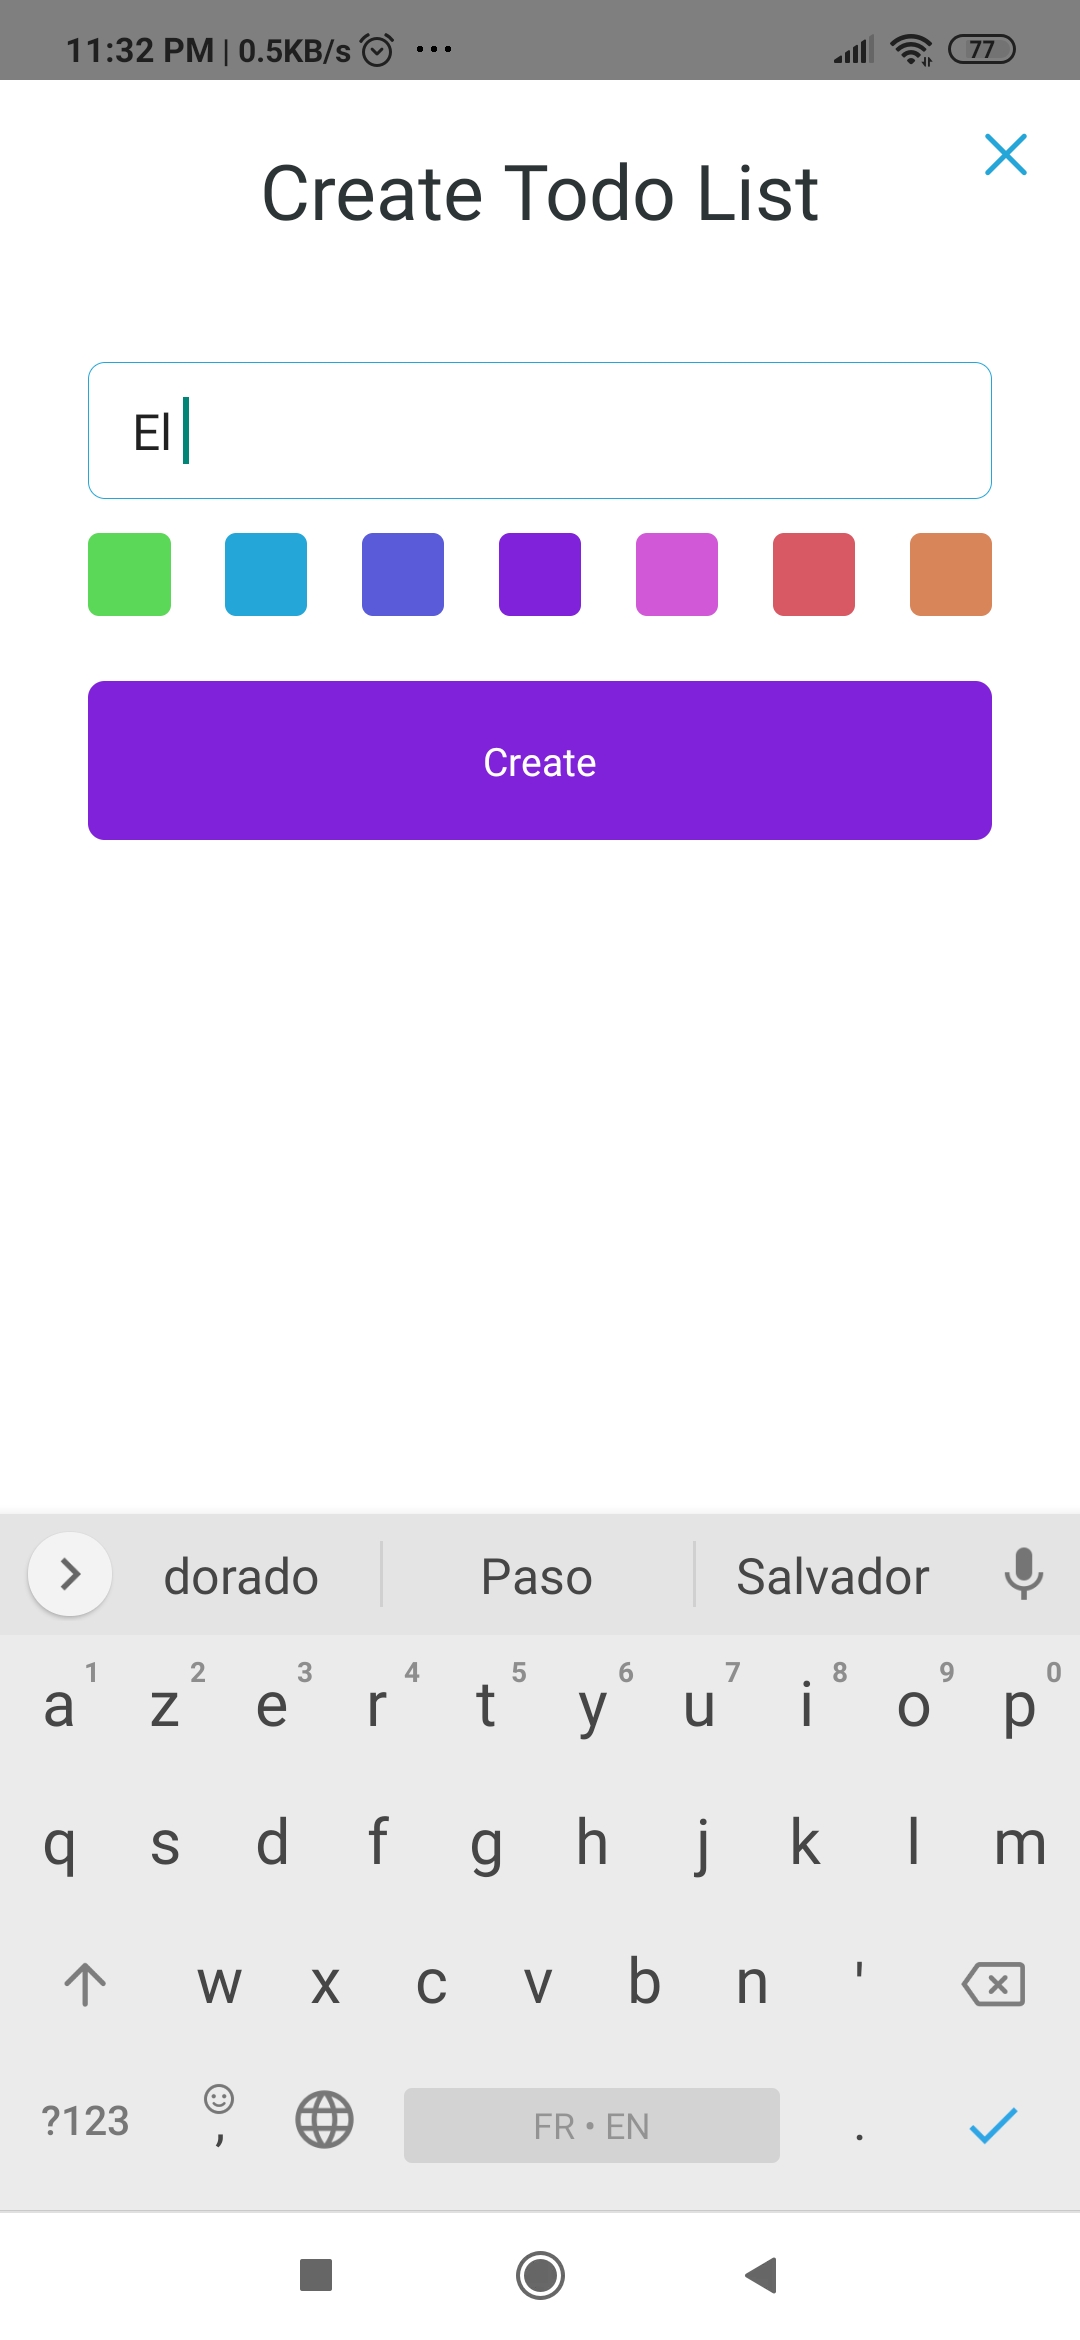 11:32 PM | 0.5KB/s ...
77
Create Todo List
El
Create
dorado Paso Salvador
1 2 3 4 5 6 7 8 9 0
a z e r t y u i o p
q s d f g h j k l m
w x c v b n '
?123 , FR • EN .